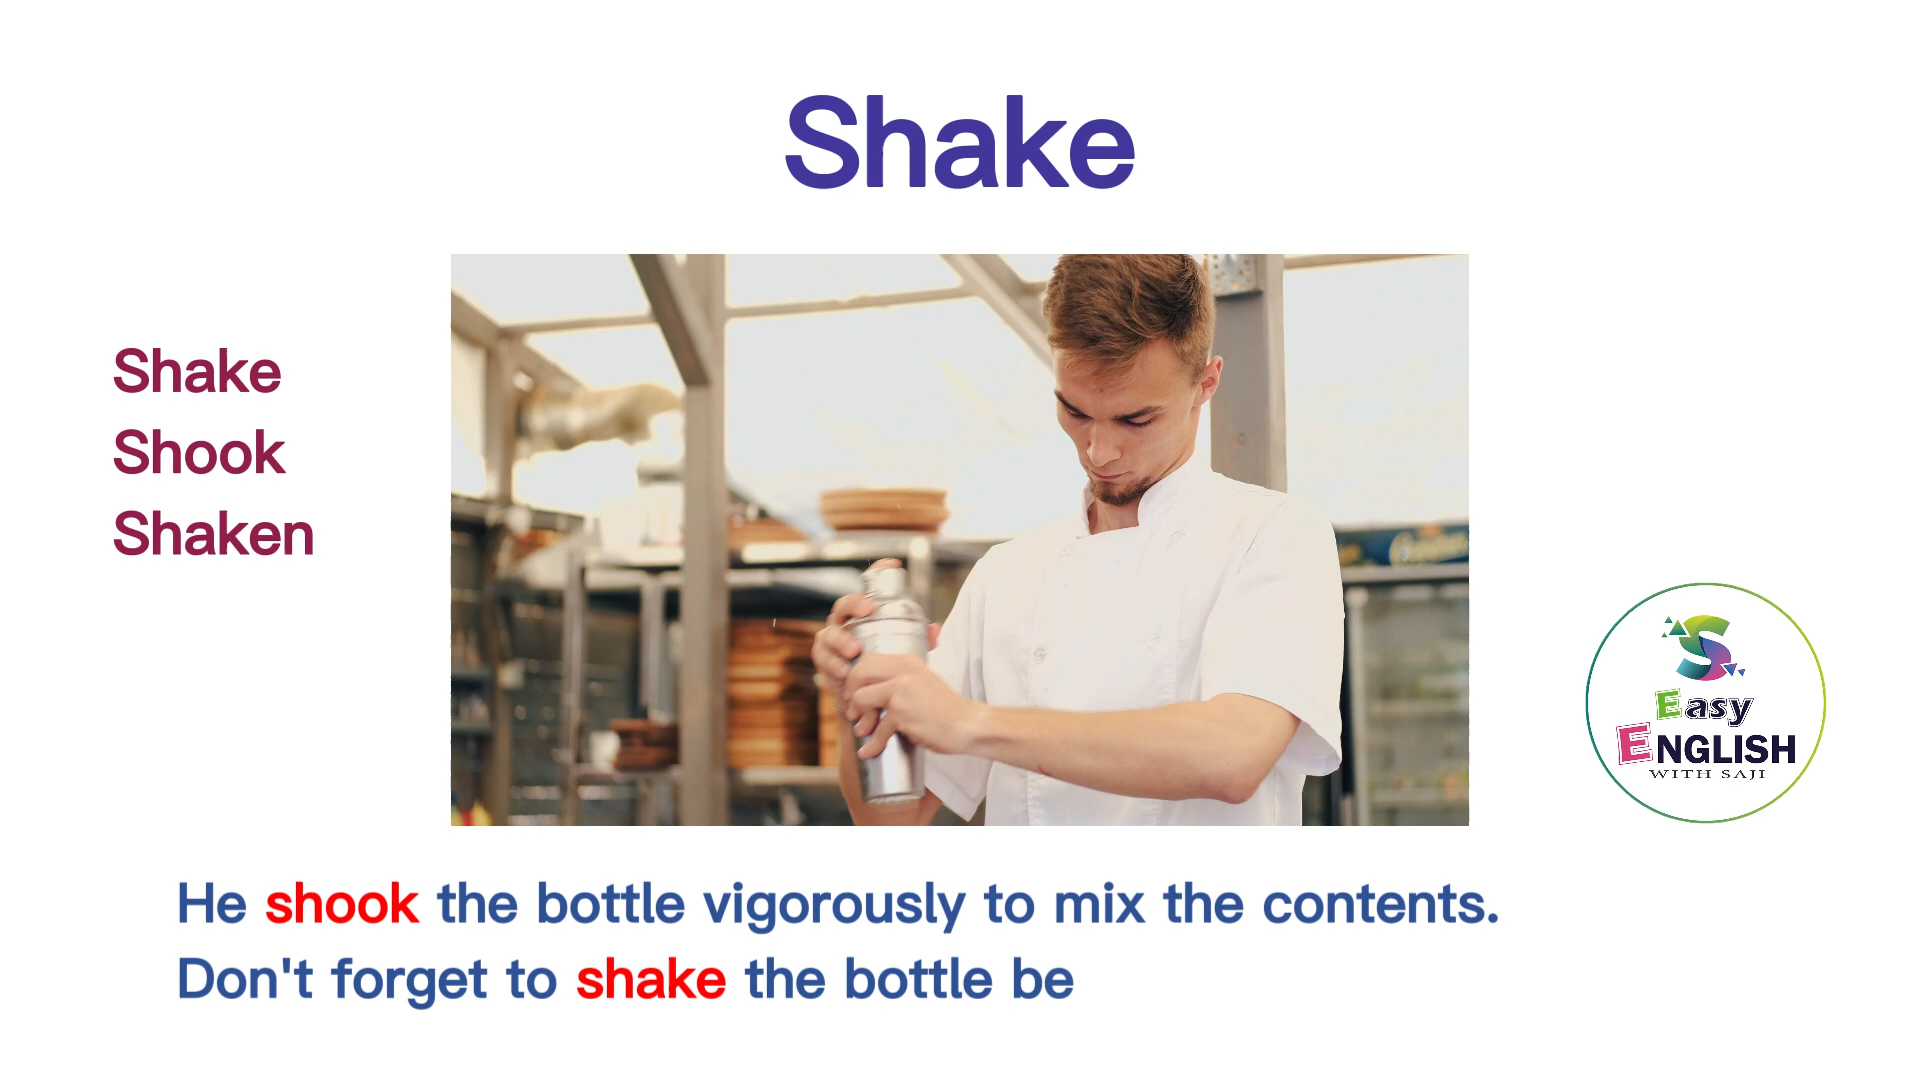 Shake
Shake
Shook
Shaken
Easy
ENGLISH
WITH SAJI
He shook the bottle vigorously to mix the contents.
Don't forget to shake the bottle be